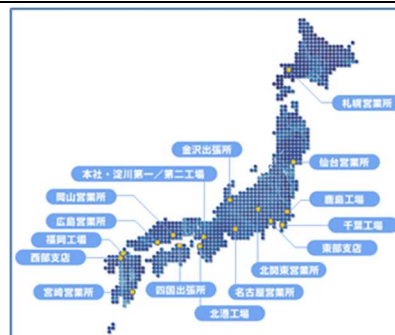 札幌営業所
金沢出張所
仙台営業所
本社・淀川第一／第二工場
岡山営業所
鹿島工場
広島営業所
千葉工場
福岡工場
東部支店
西部支店
北関東営業所
宮崎営業所
四国出張所
名古屋営業所
北港工場